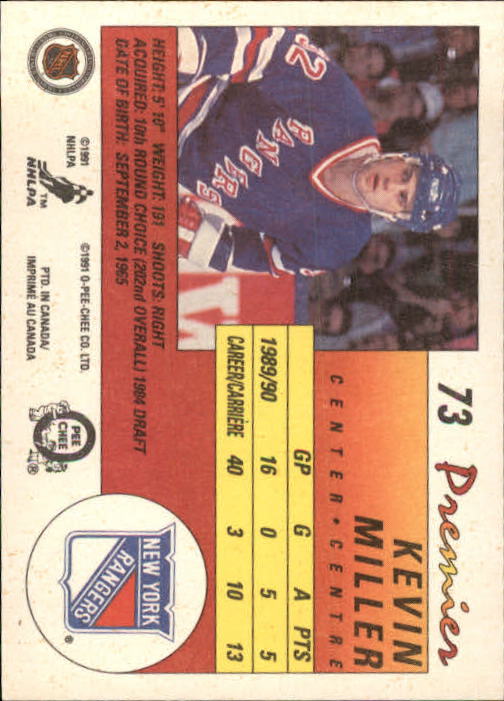 73 Premier
KEVIN
MILLER
CENTER • CENTRE
RANGERS
GP G A PTS
1989/90 16 0 5 5
CAREER/CARRIÈRE 40 3 10 13
HEIGHT: 5' 10" WEIGHT: 191 SHOOTS: RIGHT
ACQUIRED: 10th ROUND CHOICE (202nd OVERALL) 1984 DRAFT
DATE OF BIRTH: SEPTEMBER 2, 1965
NEW YORK
RANGERS
®
NHL
©1991
NHLPA
TM
NHLPA
©1991 O-PEE-CHEE CO. LTD.
PTD. IN CANADA/
IMPRIMÉ AU CANADA
O
PEE
CHEE
®